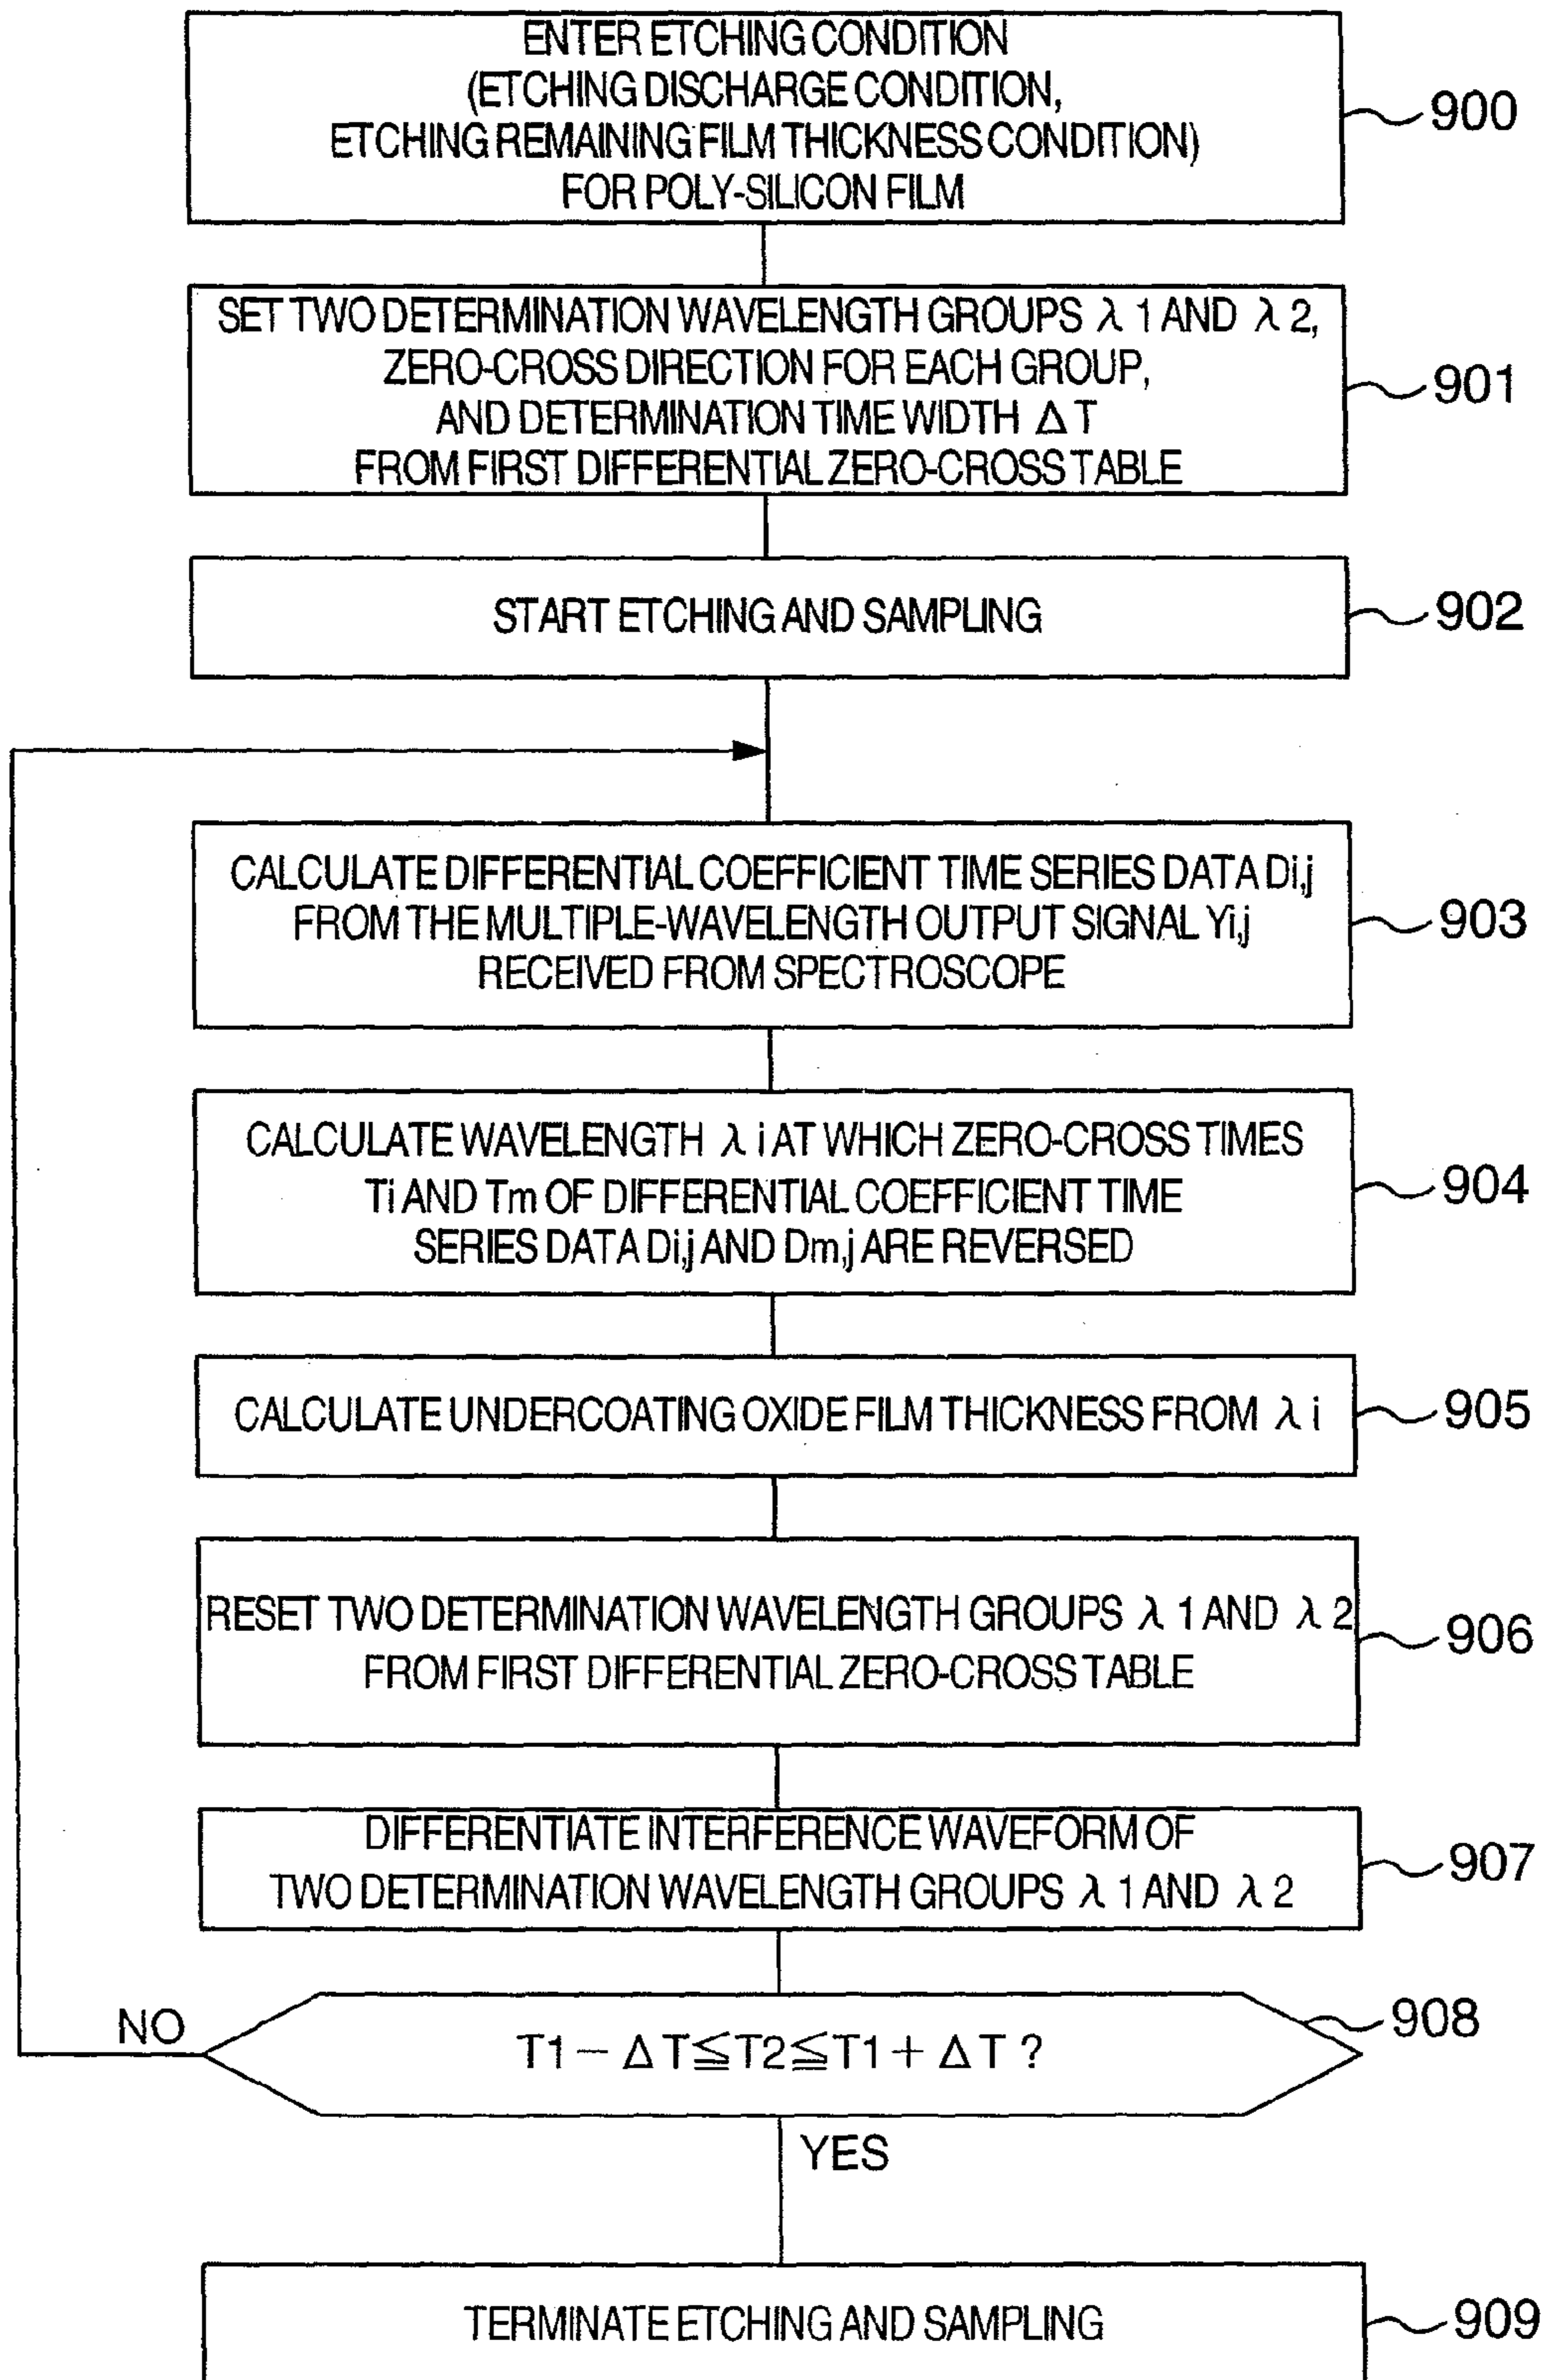 ENTER ETCHING CONDITION
(ETCHING DISCHARGE CONDITION,
ETCHING REMAINING FILM THICKNESS CONDITION)
FOR POLY-SILICON FILM
900
SET TWO DETERMINATION WAVELENGTH GROUPS λ 1 AND λ 2,
ZERO-CROSS DIRECTION FOR EACH GROUP,
AND DETERMINATION TIME WIDTH Δ T
FROM FIRST DIFFERENTIAL ZERO-CROSS TABLE
901
START ETCHING AND SAMPLING
902
CALCULATE DIFFERENTIAL COEFFICIENT TIME SERIES DATA Di,j
FROM THE MULTIPLE-WAVELENGTH OUTPUT SIGNAL Yi,j
RECEIVED FROM SPECTROSCOPE
903
CALCULATE WAVELENGTH λ i AT WHICH ZERO-CROSS TIMES
Ti AND Tm OF DIFFERENTIAL COEFFICIENT TIME
SERIES DATA Di,j AND Dm,j ARE REVERSED
904
CALCULATE UNDERCOATING OXIDE FILM THICKNESS FROM λ i
905
RESET TWO DETERMINATION WAVELENGTH GROUPS λ 1 AND λ 2
FROM FIRST DIFFERENTIAL ZERO-CROSS TABLE
906
DIFFERENTIATE INTERFERENCE WAVEFORM OF
TWO DETERMINATION WAVELENGTH GROUPS λ 1 AND λ 2
907
NO
T1－ΔT≦T2≦T1＋ΔT ?
908
YES
TERMINATE ETCHING AND SAMPLING
909